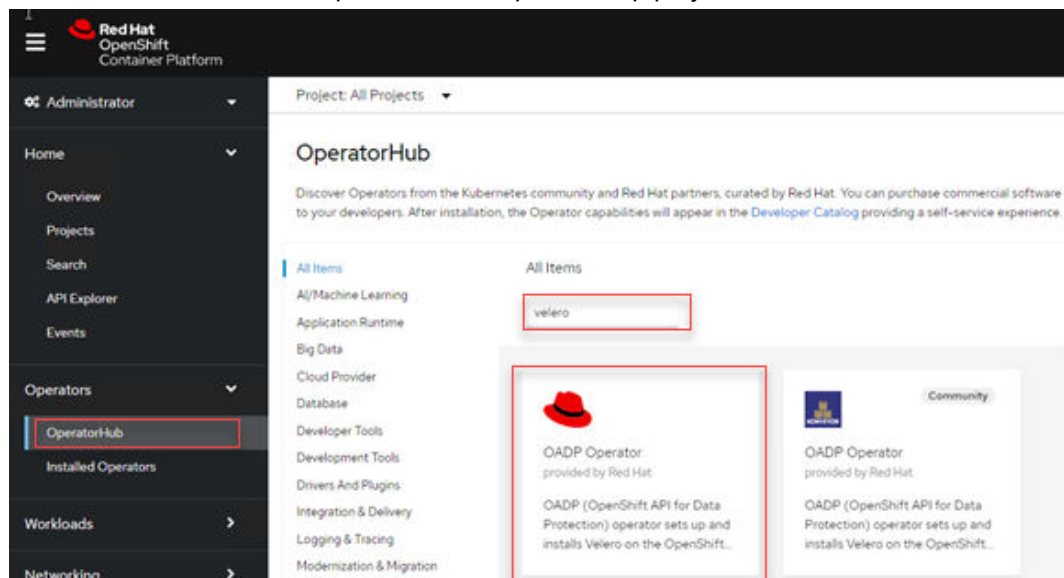 Red Hat
OpenShift
Container Platform
Administrator
Home
Overview
Projects
Search
API Explorer
Events
Operators
OperatorHub
Installed Operators
Workloads
Networking
Project: All Projects
OperatorHub
Discover Operators from the Kubernetes community and Red Hat partners, curated by Red Hat. You can purchase commercial software
to your developers. After installation, the Operator capabilities will appear in the Developer Catalog providing a self-service experience.
All Items
AI/Machine Learning
Application Runtime
Big Data
Cloud Provider
Database
Developer Tools
Development Tools
Drivers And Plugins
Integration & Delivery
Logging & Tracing
Modernization & Migration
All Items
velero
OADP Operator
provided by Red Hat
OADP (OpenShift API for Data
Protection) operator sets up and
installs Velero on the OpenShift...
Community
OADP Operator
provided by Red Hat
OADP (OpenShift API for Data
Protection) operator sets up and
installs Velero on the OpenShift...